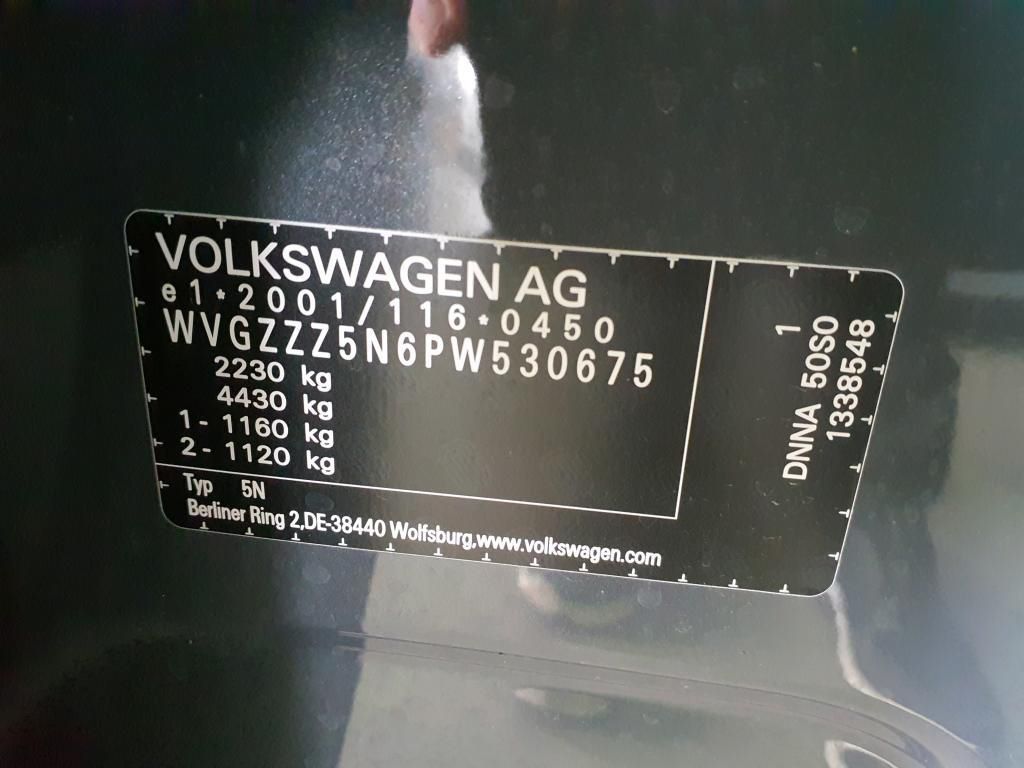 VOLKSWAGEN AG
e1*2001/116*0450
WVGZZZ5N6PW530675
2230 kg
4430 kg
1- 1160 kg
2- 1120 kg
Typ 5N
Berliner Ring 2,DE-38440 Wolfsburg,www.volkswagen.com
1
DNNA 50S0
1338548